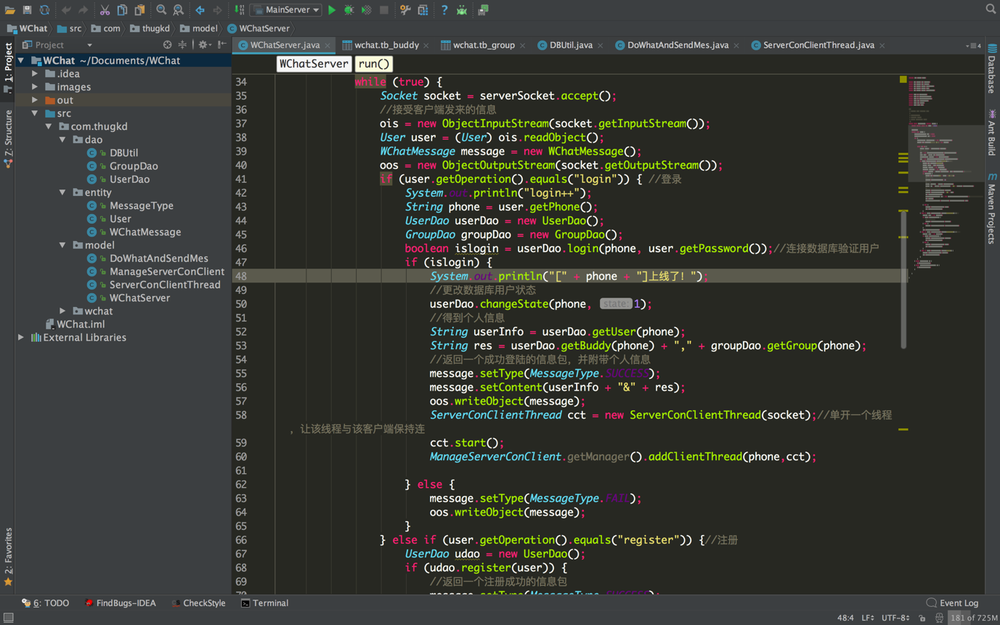 MainServer
WChat
src
com
thugkd
model
WChatServer
1: Project
7: Structure
2: Favorites
Project
WChat ~/Documents/WChat
.idea
images
out
src
com.thugkd
dao
DBUtil
GroupDao
UserDao
entity
MessageType
User
WChatMessage
model
DoWhatAndSendMes
ManageServerConClient
ServerConClientThread
WChatServer
wchat
WChat.iml
External Libraries
WChatServer.java
wchat.tb_buddy
wchat.tb_group
DBUtil.java
DoWhatAndSendMes.java
ServerConClientThread.java
4
WChatServer
run()
34 while (true) {
35 Socket socket = serverSocket.accept();
36 //接受客户端发来的信息
37 ois = new ObjectInputStream(socket.getInputStream());
38 User user = (User) ois.readObject();
39 WChatMessage message = new WChatMessage();
40 oos = new ObjectOutputStream(socket.getOutputStream());
41 if (user.getOperation().equals("login")) { //登录
42 System.out.println("login++");
43 String phone = user.getPhone();
44 UserDao userDao = new UserDao();
45 GroupDao groupDao = new GroupDao();
46 boolean islogin = userDao.login(phone, user.getPassword());//连接数据库验证用户
47 if (islogin) {
48 System.out.println("[" + phone + "]上线了！");
49 //更改数据库用户状态
50 userDao.changeState(phone, state: 1);
51 //得到个人信息
52 String userInfo = userDao.getUser(phone);
53 String res = userDao.getBuddy(phone) + "," + groupDao.getGroup(phone);
54 //返回一个成功登陆的信息包，并附带个人信息
55 message.setType(MessageType.SUCCESS);
56 message.setContent(userInfo + "&" + res);
57 oos.writeObject(message);
58 ServerConClientThread cct = new ServerConClientThread(socket);//单开一个线程
，让该线程与该客户端保持连
59 cct.start();
60 ManageServerConClient.getManager().addClientThread(phone,cct);
61
62 } else {
63 message.setType(MessageType.FAIL);
64 oos.writeObject(message);
65 }
66 } else if (user.getOperation().equals("register")) {//注册
67 UserDao udao = new UserDao();
68 if (udao.register(user)) {
69 //返回一个注册成功的信息包
70 message.setType(MessageType.SUCCESS);
Database
Ant Build
Maven Projects
6: TODO
FindBugs-IDEA
CheckStyle
Terminal
Event Log
48:4
LF
UTF-8
181 of 725M